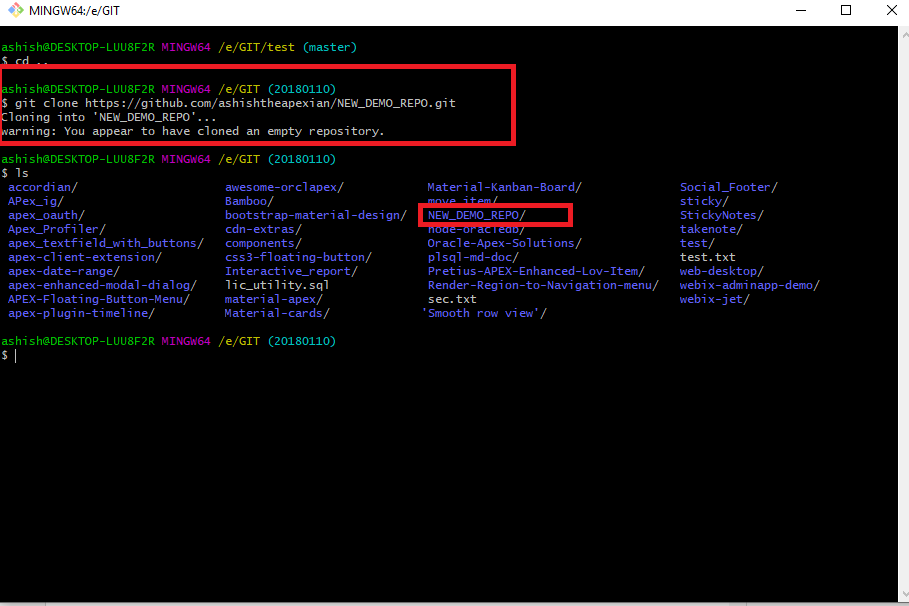 MINGW64:/e/GIT
ashish@DESKTOP-LUU8F2R MINGW64 /e/GIT/test (master)
$ cd ..
ashish@DESKTOP-LUU8F2R MINGW64 /e/GIT (20180110)
$ git clone https://github.com/ashishtheapexian/NEW_DEMO_REPO.git
Cloning into 'NEW_DEMO_REPO'...
warning: You appear to have cloned an empty repository.
ashish@DESKTOP-LUU8F2R MINGW64 /e/GIT (20180110)
$ ls
accordian/ awesome-orclapex/ Material-Kanban-Board/ Social_Footer/
APex_ig/ Bamboo/ move_item/ sticky/
apex_oauth/ bootstrap-material-design/ NEW_DEMO_REPO/ StickyNotes/
Apex_Profiler/ cdn-extras/ node-oracledb/ takenote/
apex_textfield_with_buttons/ components/ Oracle-Apex-Solutions/ test/
apex-client-extension/ css3-floating-button/ plsql-md-doc/ test.txt
apex-date-range/ Interactive_report/ Pretius-APEX-Enhanced-Lov-Item/ web-desktop/
apex-enhanced-modal-dialog/ lic_utility.sql Render-Region-to-Navigation-menu/ webix-adminapp-demo/
APEX-Floating-Button-Menu/ material-apex/ sec.txt webix-jet/
apex-plugin-timeline/ Material-cards/ 'Smooth row view'/
ashish@DESKTOP-LUU8F2R MINGW64 /e/GIT (20180110)
$